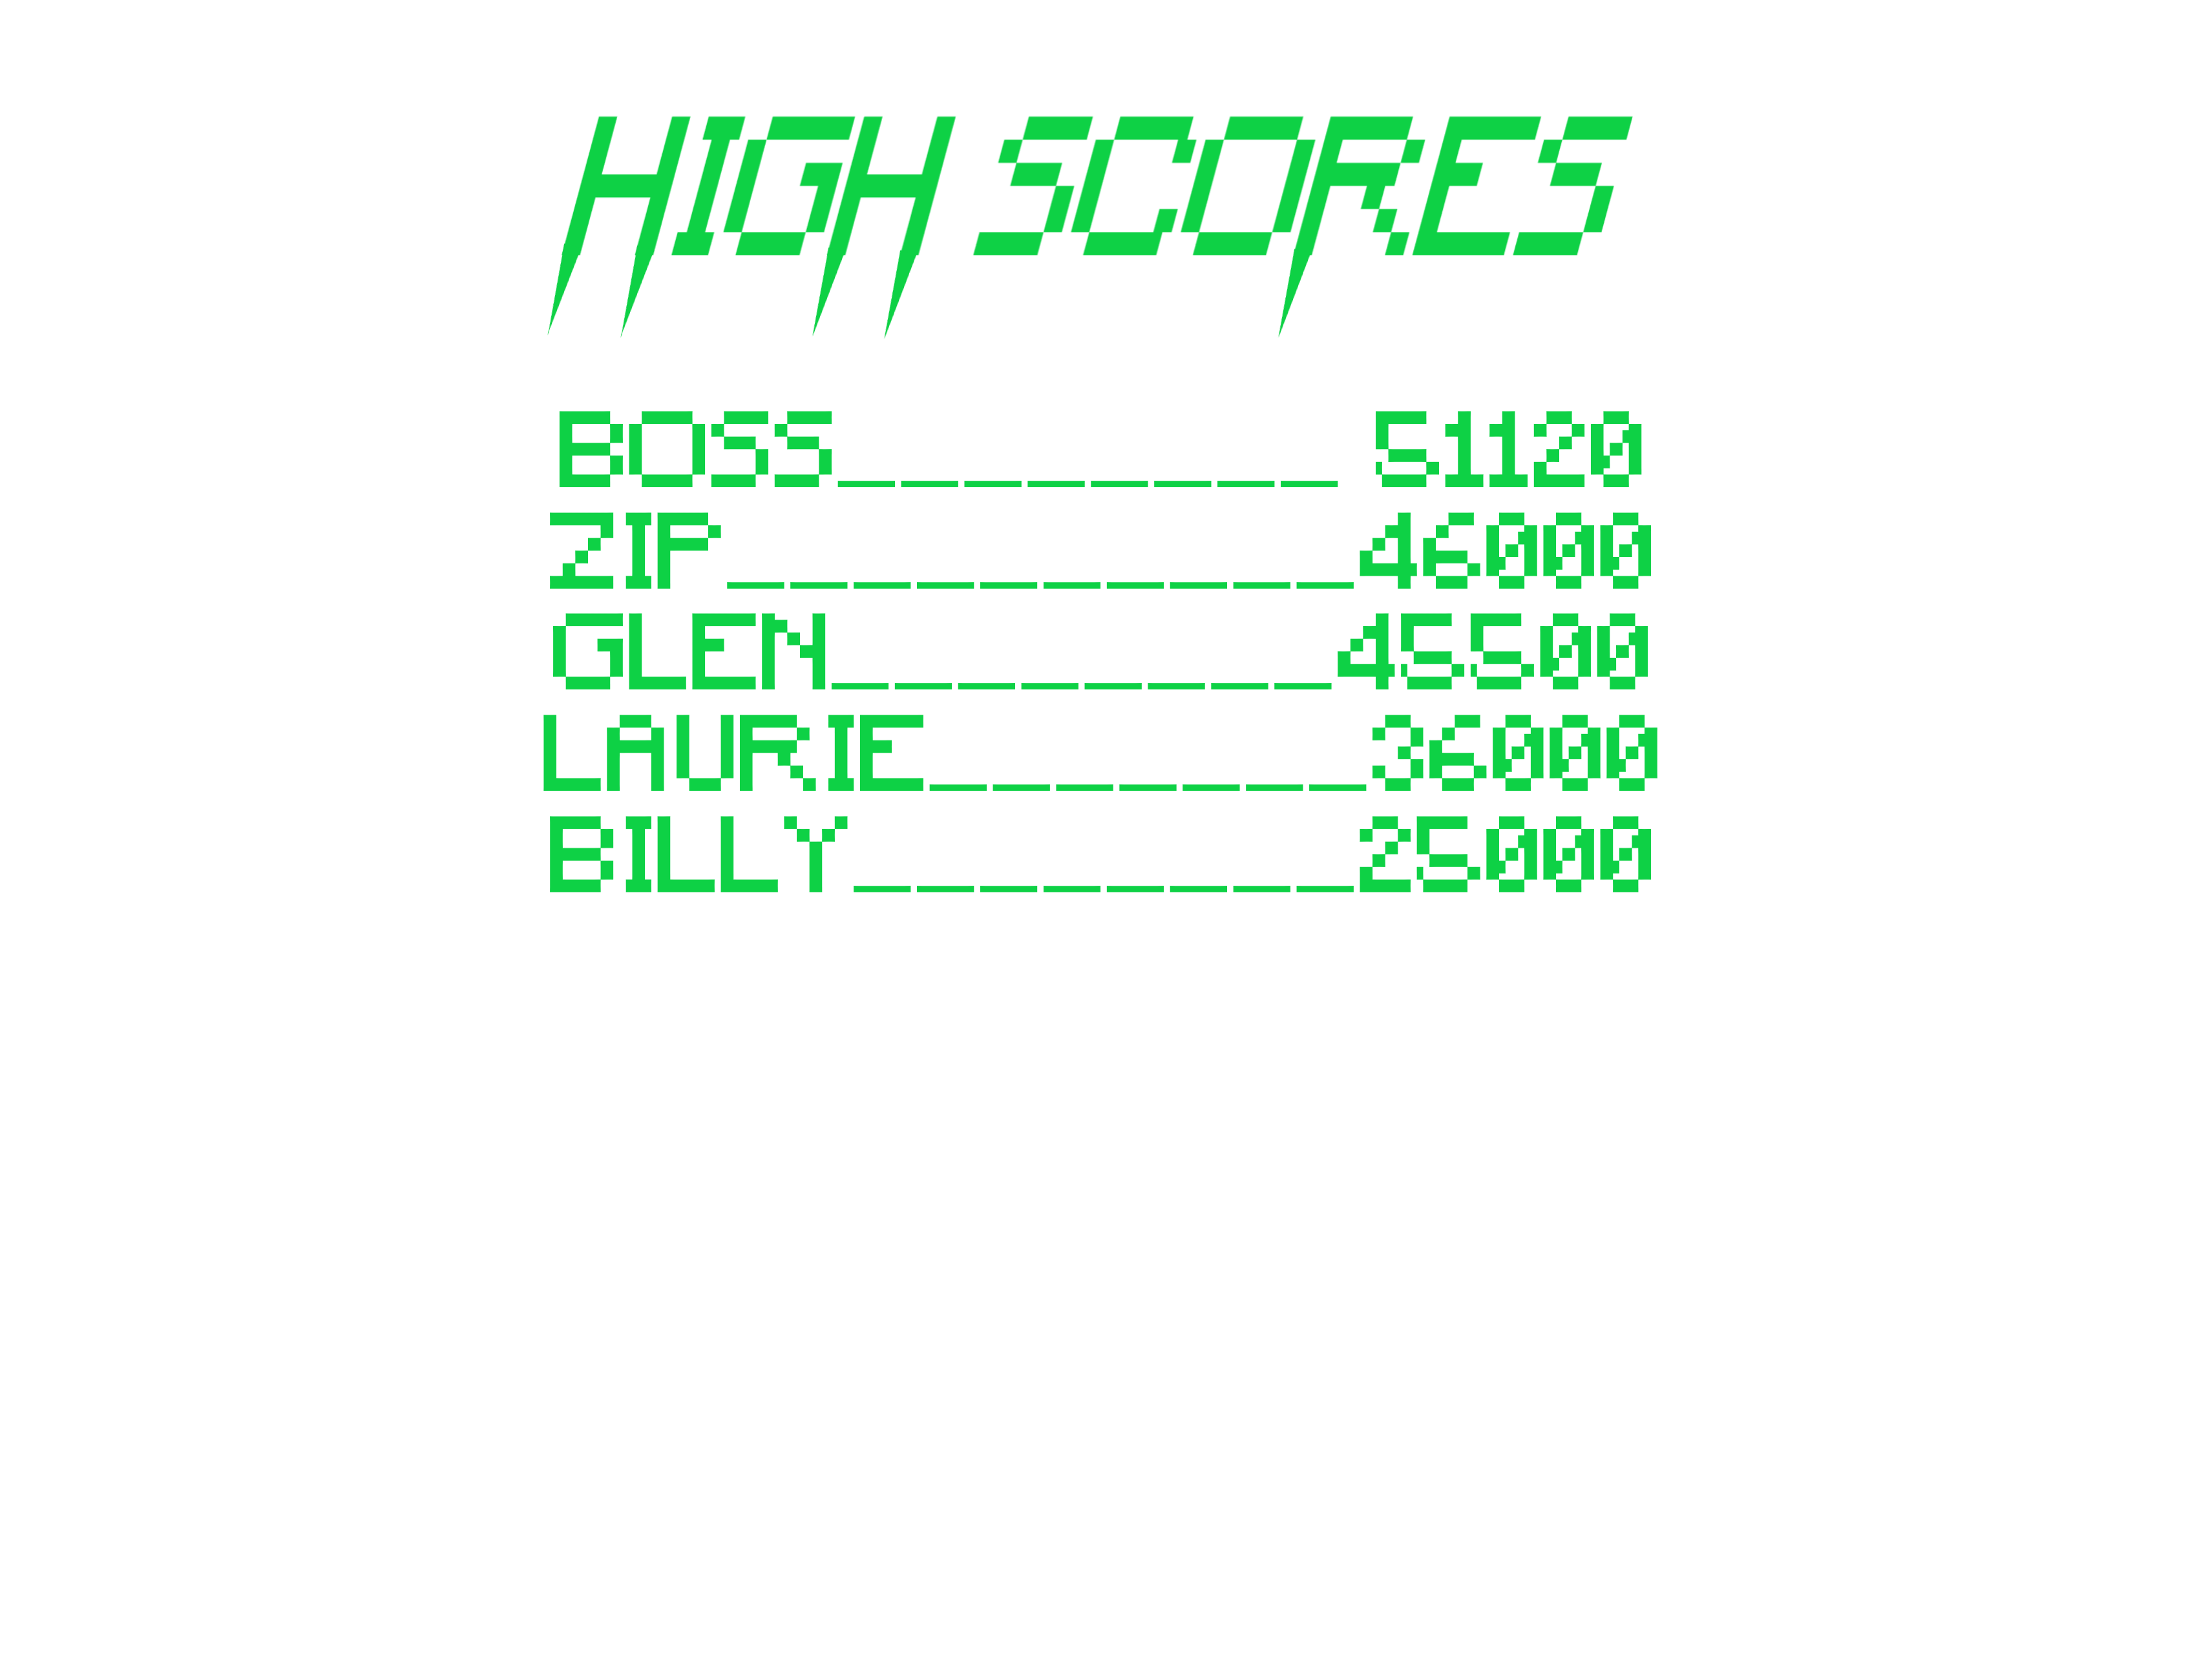 HIGH SCORES
BOSS________ 51120
ZIP__________46000
GLEN________45500
LAURIE_______36000
BILLY________25000